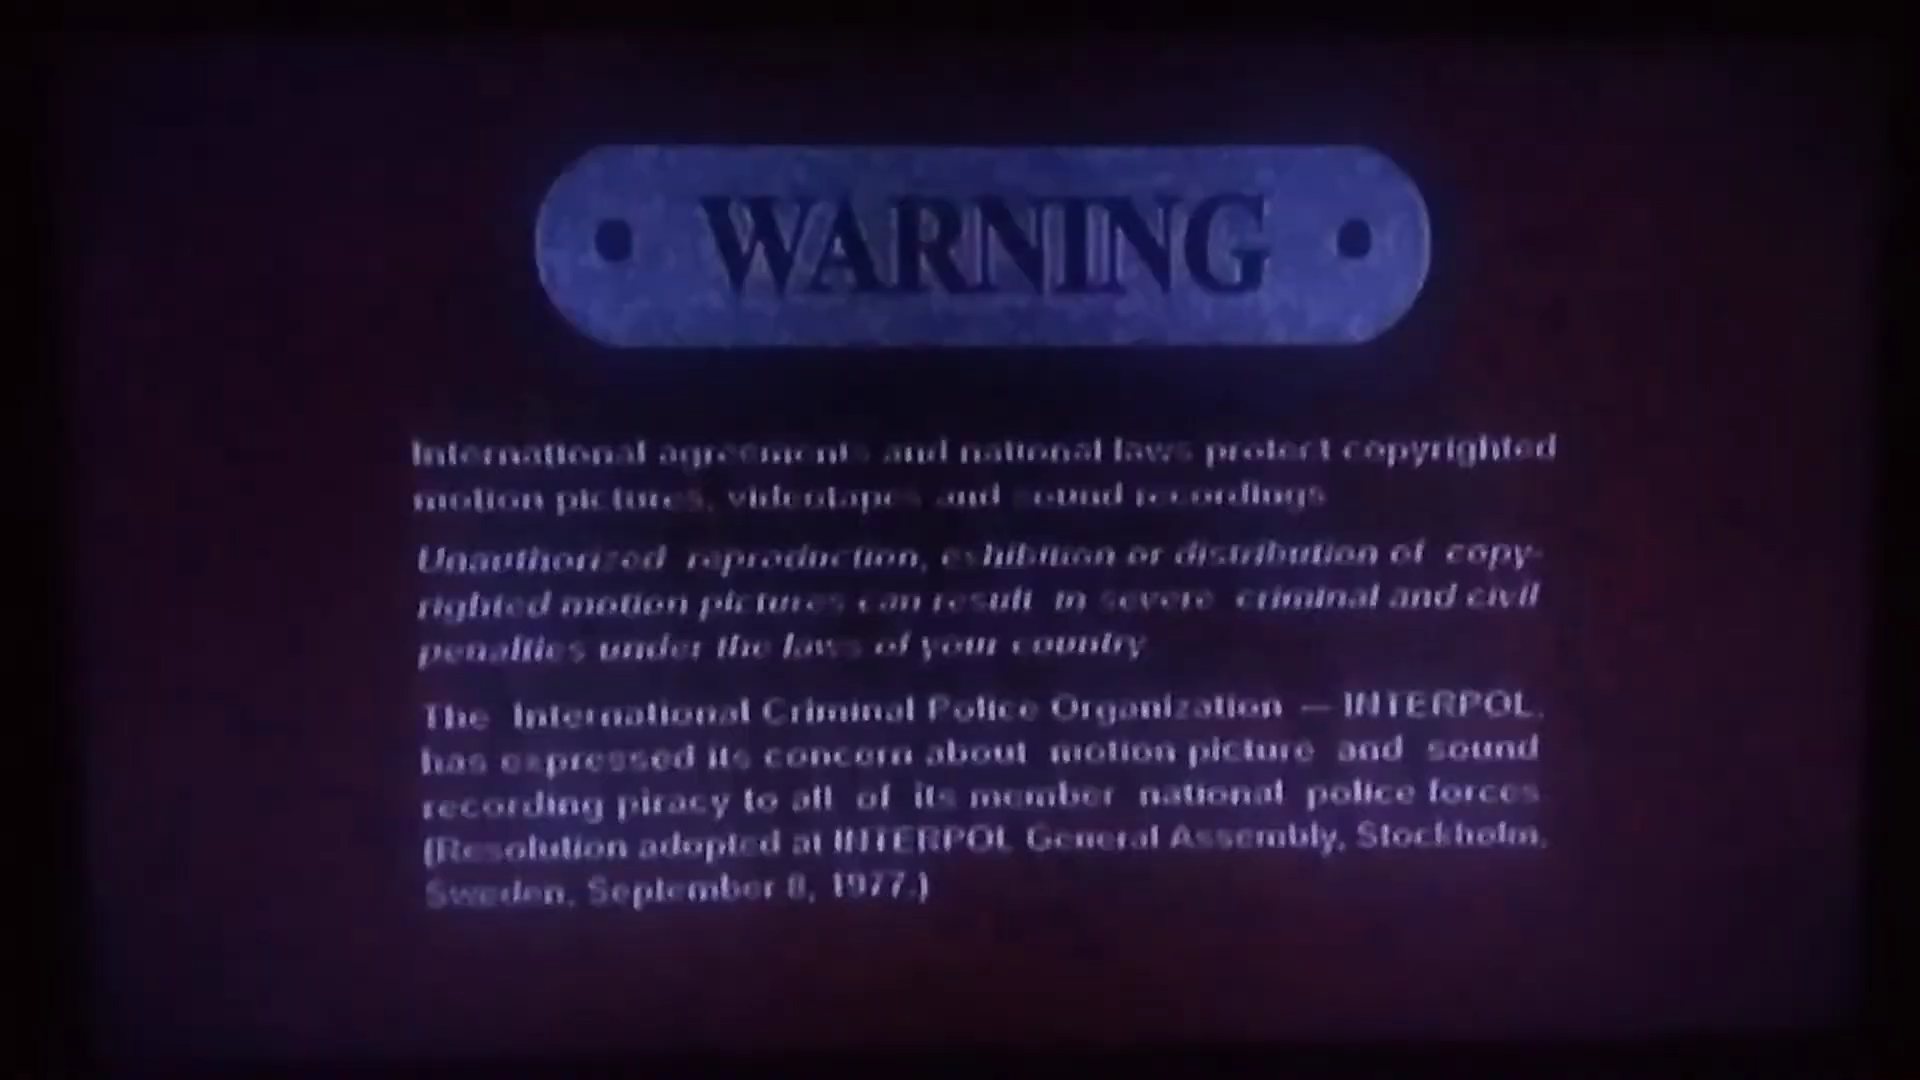 WARNING
International agreements and national laws protect copyrighted
motion pictures, videotapes and sound recordings
Unauthorized reproduction, exhibition or distribution of copy-
righted motion pictures can result in severe criminal and civil
penalties under the laws of your country
The International Criminal Police Organization — INTERPOL,
has expressed its concern about motion picture and sound
recording piracy to all of its member national police forces
(Resolution adopted at INTERPOL General Assembly, Stockholm,
Sweden, September 8, 1977.)